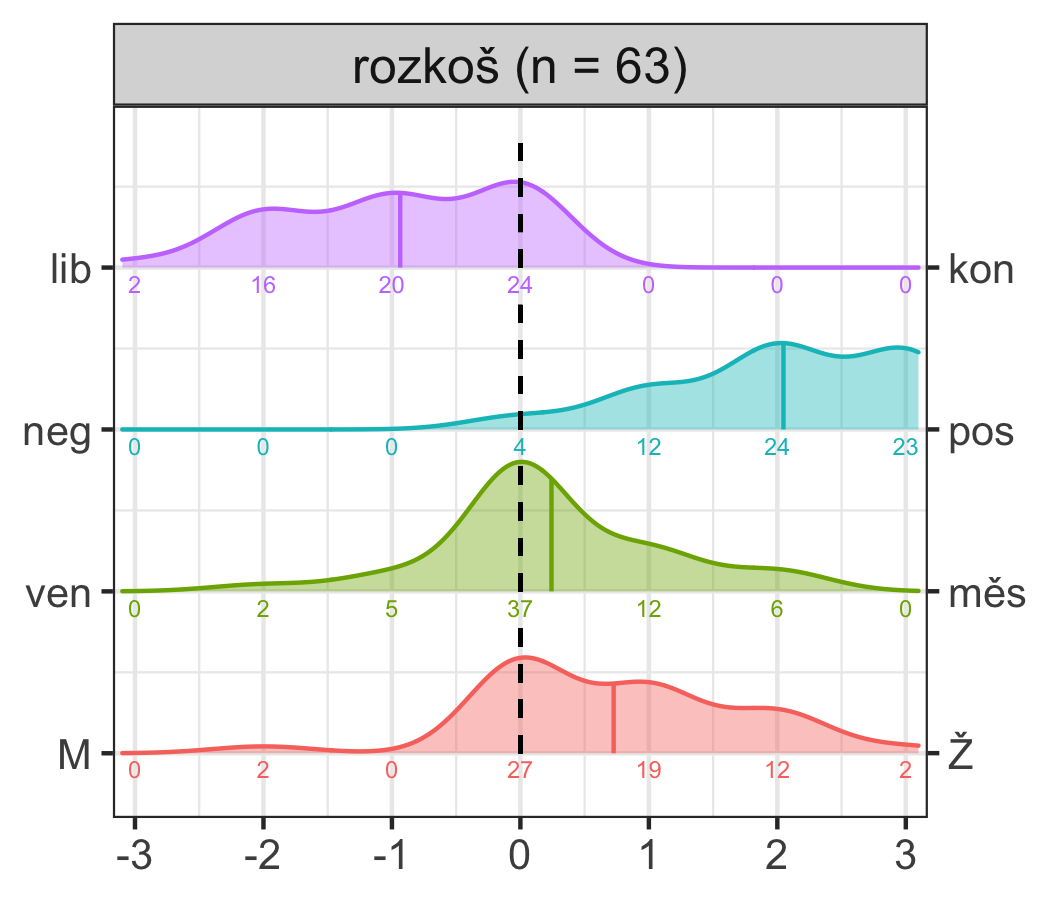 rozkoš (n = 63)
lib kon
2 16 20 24 0 0 0
neg pos
0 0 0 4 12 24 23
ven měs
0 2 5 37 12 6 0
M Ž
0 2 0 27 19 12 2
-3 -2 -1 0 1 2 3